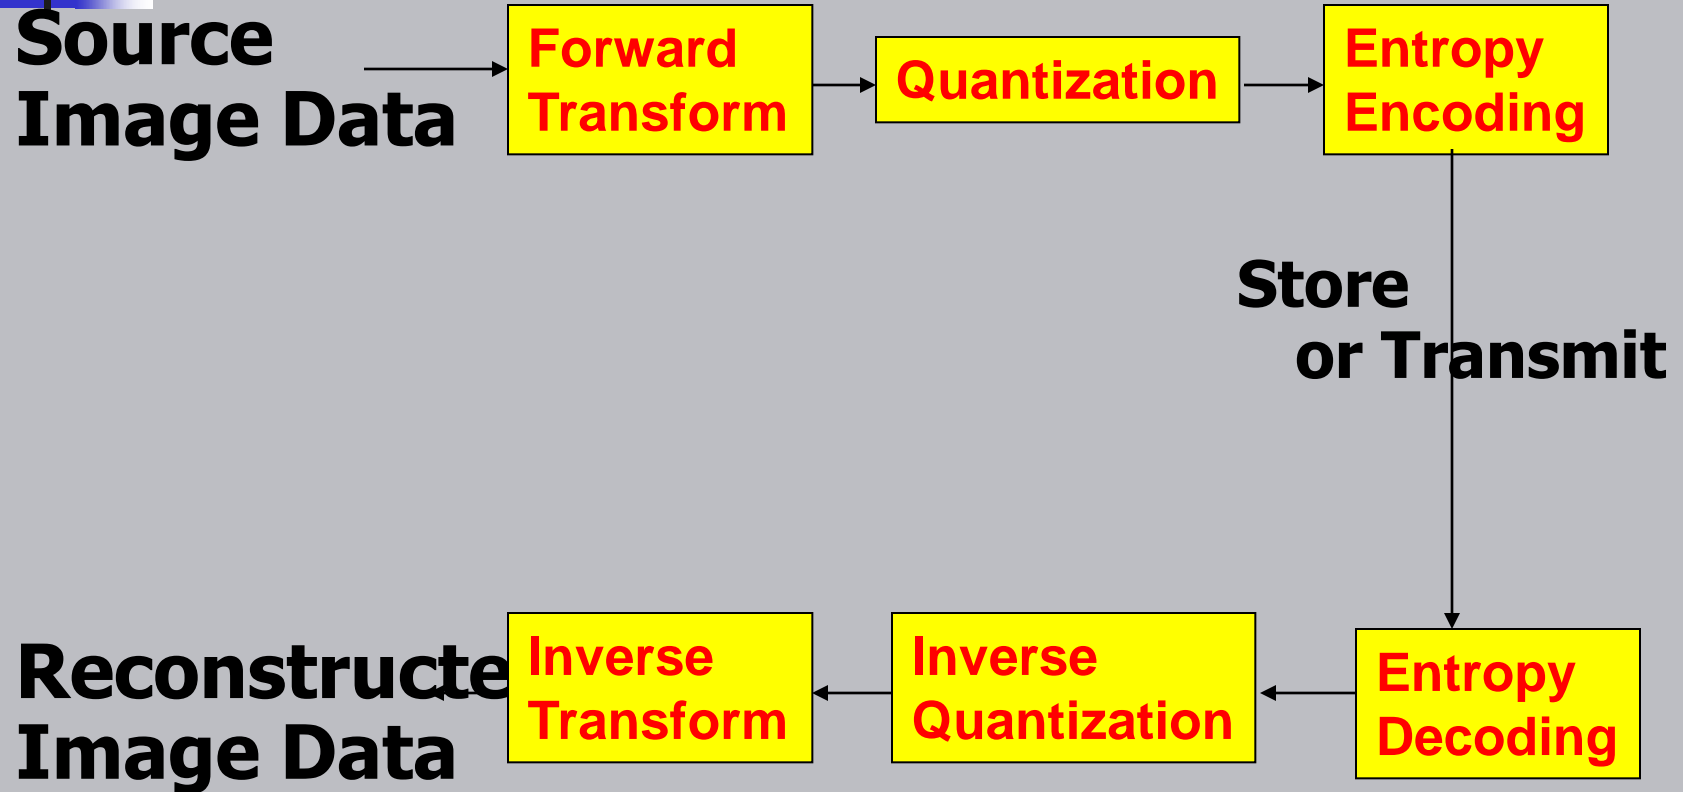 Source
Image Data
Forward
Transform
Quantization
Entropy
Encoding
Store
or Transmit
Reconstructe
Image Data
Inverse
Transform
Inverse
Quantization
Entropy
Decoding